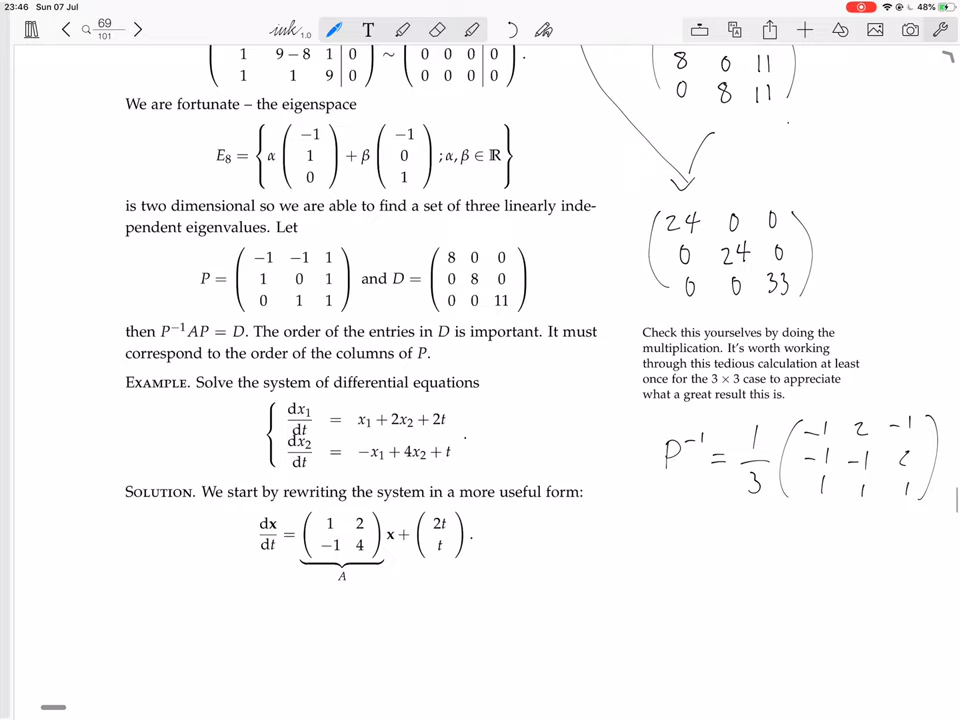 23:46 Sun 07 Jul
48%
69
101
ink 1.0
T
1 9 − 8 1 | 0
1 1 9 | 0
∼
0 0 0 | 0
0 0 0 | 0
.
We are fortunate – the eigenspace
E₈ = { α ( −1 1 0 ) + β ( −1 0 1 ) ; α, β ∈ ℝ }
is two dimensional so we are able to find a set of three linearly inde-
pendent eigenvalues. Let
P = ( −1 −1 1
1 0 1
0 1 1 ) and D = ( 8 0 0
0 8 0
0 0 11 )
then P⁻¹AP = D. The order of the entries in D is important. It must
correspond to the order of the columns of P.
EXAMPLE. Solve the system of differential equations
{ dx₁/dt = x₁ + 2x₂ + 2t
dx₂/dt = −x₁ + 4x₂ + t .
SOLUTION. We start by rewriting the system in a more useful form:
dx/dt = ( 1 2
−1 4 ) x + ( 2t
t ) .
A
8 0 11
0 8 11
( 24 0 0
0 24 0
0 0 33 )
Check this yourselves by doing the
multiplication. It's worth working
through this tedious calculation at least
once for the 3 × 3 case to appreciate
what a great result this is.
P⁻¹ = 1/3 ( −1 2 −1
−1 −1 2
1 1 1 )